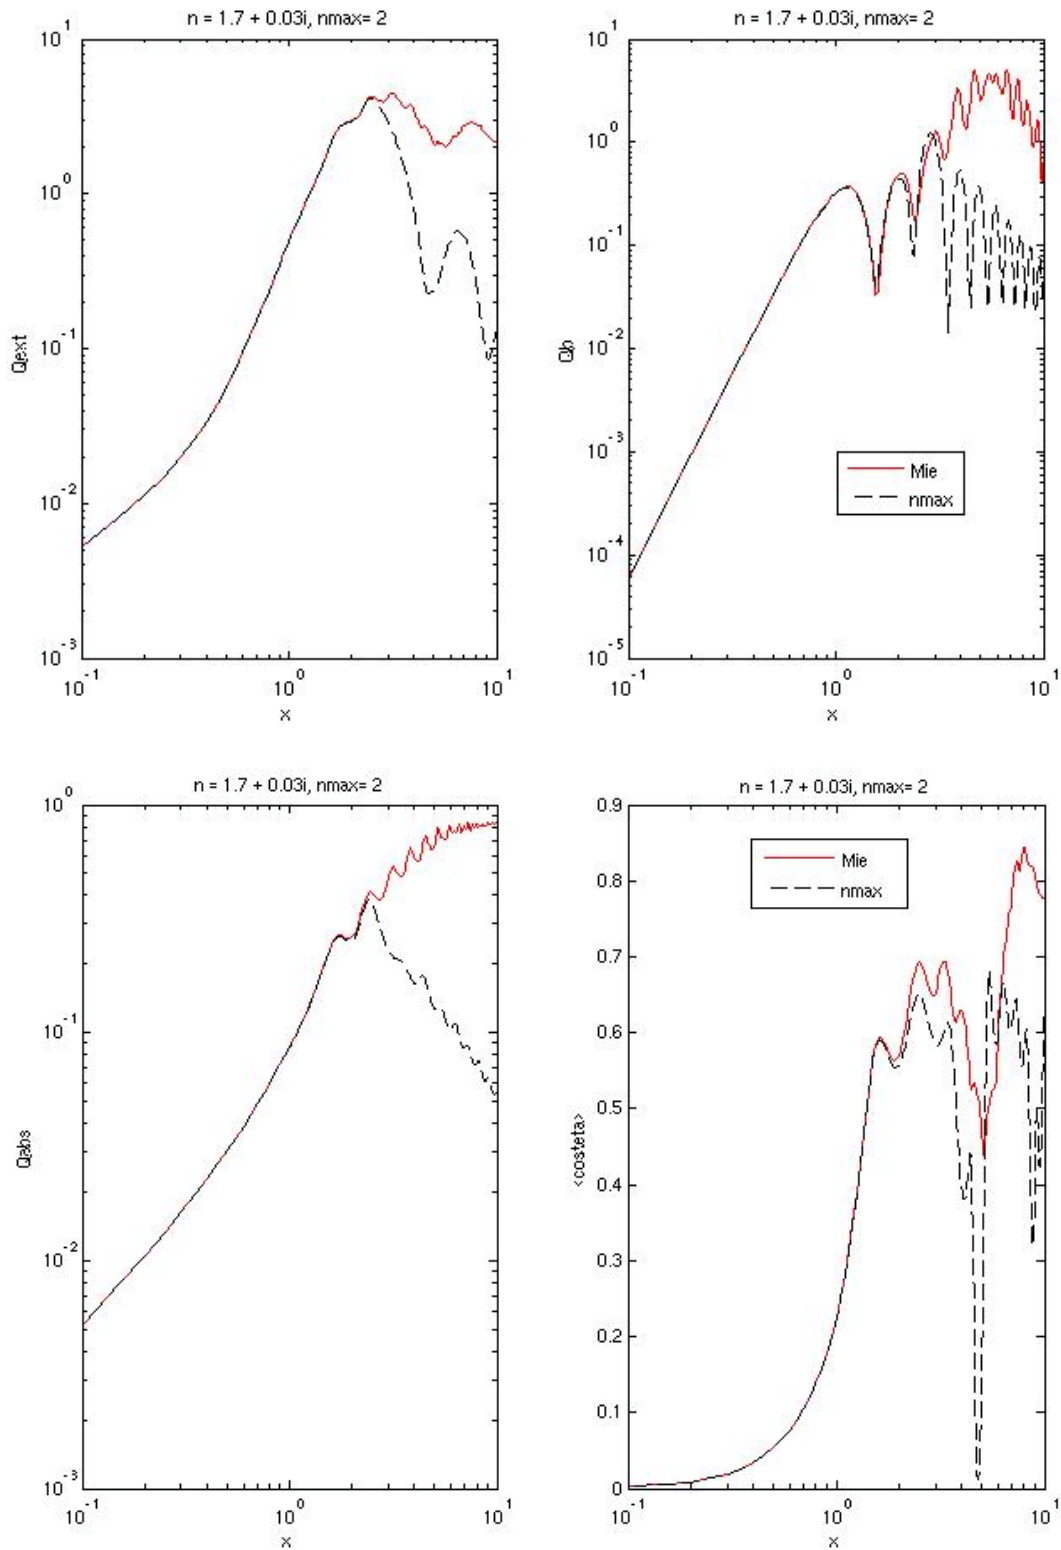 n = 1.7 + 0.03i, nmax= 2
10^1
10^0
10^-1
10^-2
10^-3
Qext
10^-1
10^0
10^1
x
n = 1.7 + 0.03i, nmax= 2
10^1
10^0
10^-1
10^-2
10^-3
10^-4
10^-5
Qb
Mie
nmax
10^-1
10^0
10^1
x
n = 1.7 + 0.03i, nmax= 2
10^0
10^-1
10^-2
10^-3
Qabs
10^-1
10^0
10^1
x
n = 1.7 + 0.03i, nmax= 2
0.9
0.8
0.7
0.6
0.5
0.4
0.3
0.2
0.1
0
<costeta>
Mie
nmax
10^-1
10^0
10^1
x